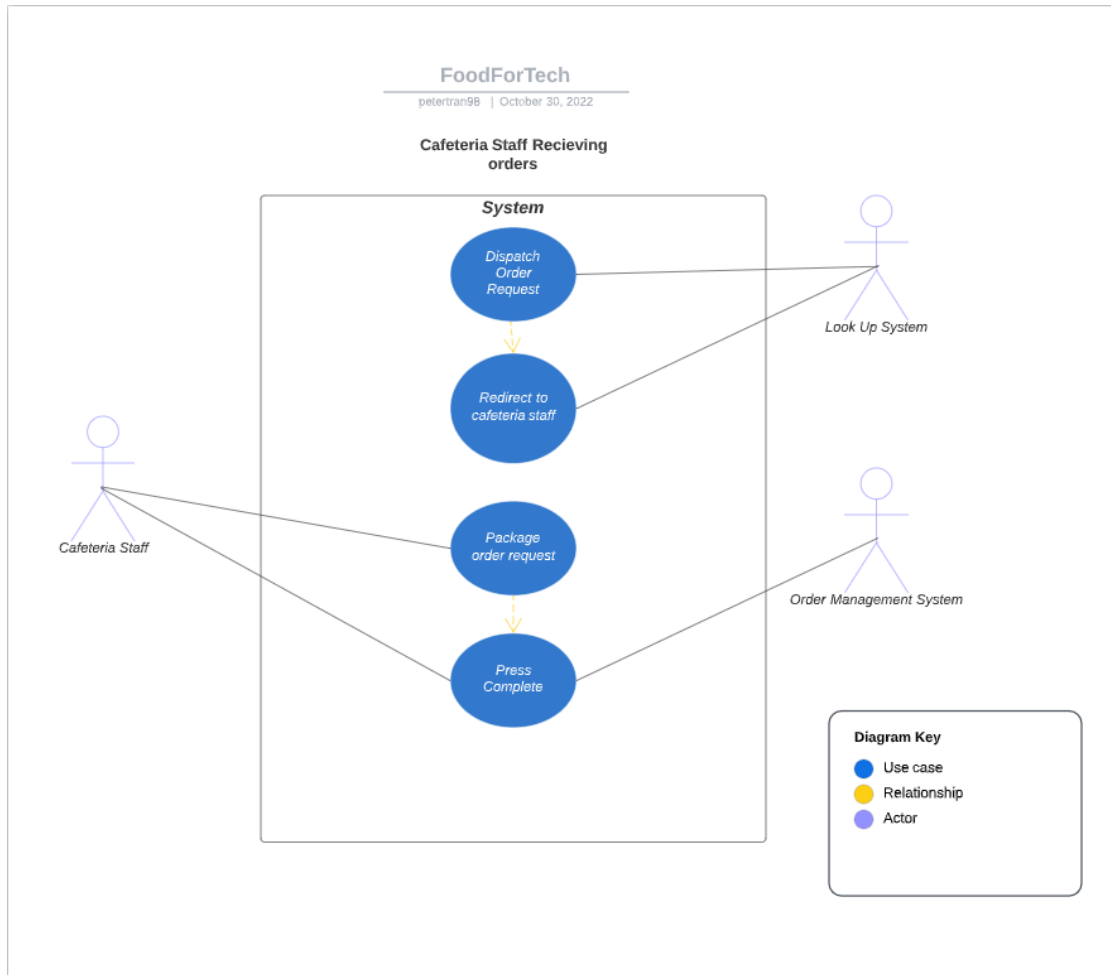 FoodForTech
petertran98 | October 30, 2022
Cafeteria Staff Recieving
orders
System
Dispatch
Order
Request
Look Up System
Redirect to
cafeteria staff
Cafeteria Staff
Package
order request
Order Management System
Press
Complete
Diagram Key
Use case
Relationship
Actor